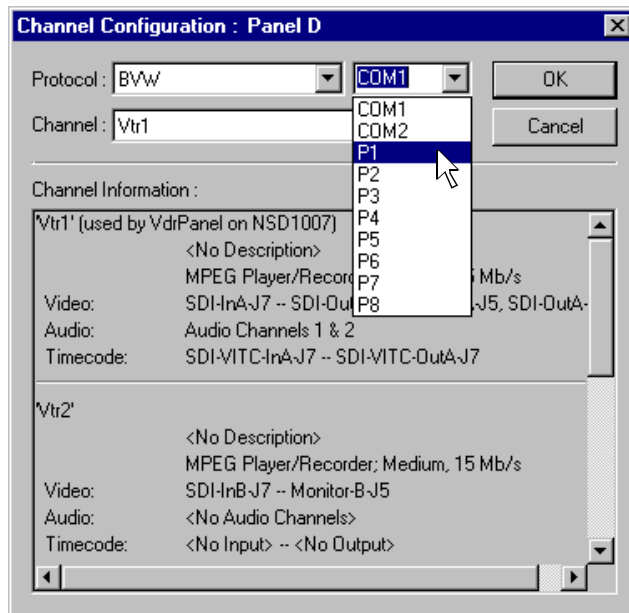 Channel Configuration : Panel D
Protocol : BVW COM1 OK
Channel : Vtr1 Cancel
COM1
COM2
P1
P2
P3
P4
P5
P6
P7
P8
Channel Information :
'Vtr1' (used by VdrPanel on NSD1007)
<No Description>
MPEG Player/Recorder Mb/s
Video: SDI-InA-J7 -- SDI-Out J5, SDI-OutA-
Audio: Audio Channels 1 & 2
Timecode: SDI-VITC-InA-J7 -- SDI-VITC-OutA-J7
'Vtr2'
<No Description>
MPEG Player/Recorder; Medium, 15 Mb/s
Video: SDI-InB-J7 -- Monitor-B-J5
Audio: <No Audio Channels>
Timecode: <No Input> -- <No Output>